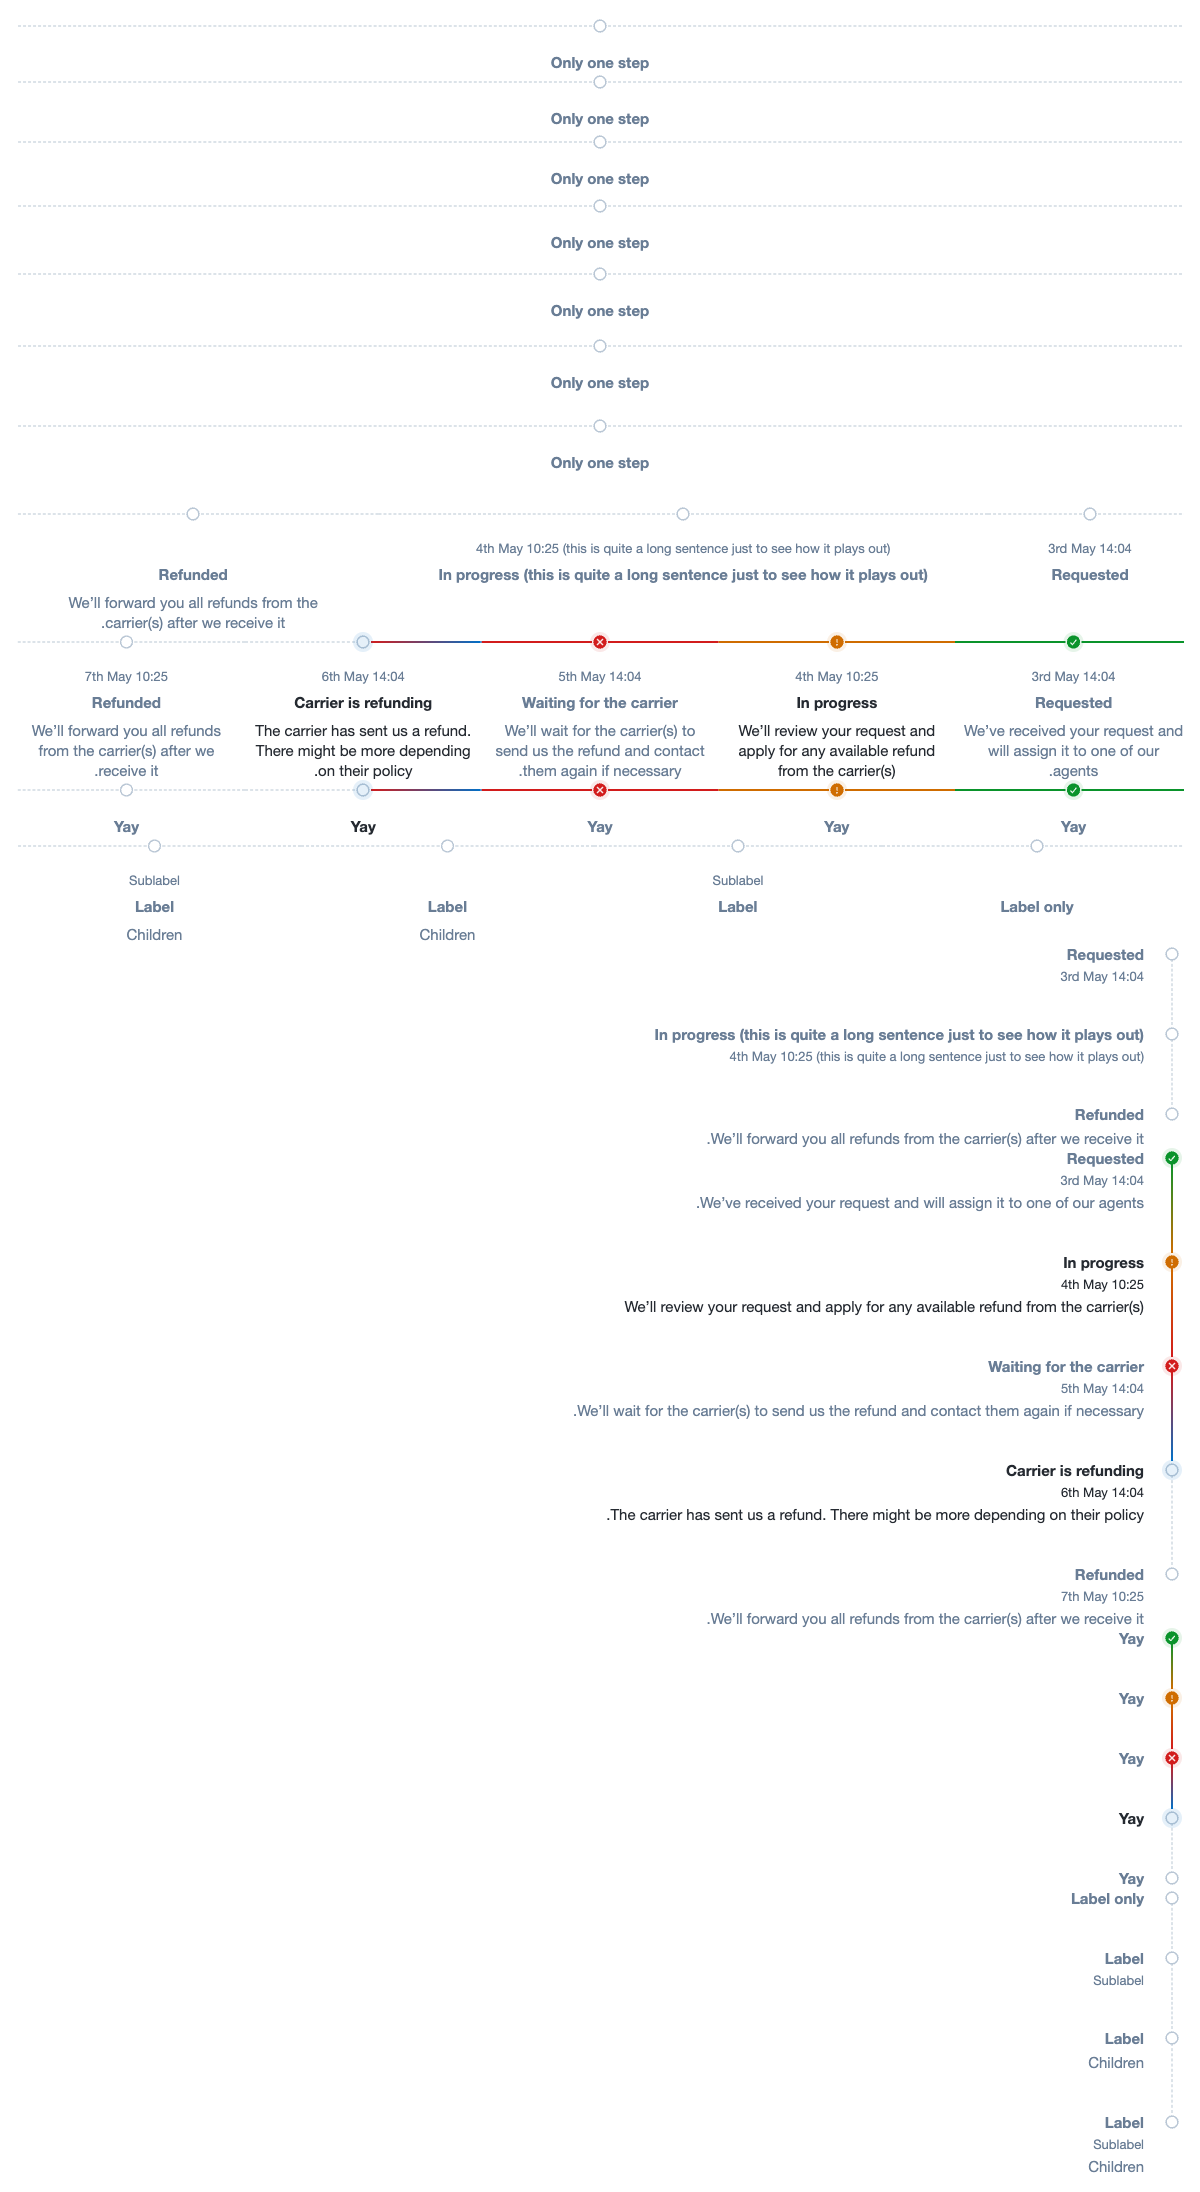 Only one step
Only one step
Only one step
Only one step
Only one step
Only one step
Only one step
4th May 10:25 (this is quite a long sentence just to see how it plays out)
3rd May 14:04
Refunded
In progress (this is quite a long sentence just to see how it plays out)
Requested
We'll forward you all refunds from the
.carrier(s) after we receive it
7th May 10:25
6th May 14:04
5th May 14:04
4th May 10:25
3rd May 14:04
Refunded
Carrier is refunding
Waiting for the carrier
In progress
Requested
We'll forward you all refunds
from the carrier(s) after we
.receive it
The carrier has sent us a refund.
There might be more depending
.on their policy
We'll wait for the carrier(s) to
send us the refund and contact
.them again if necessary
We'll review your request and
apply for any available refund
from the carrier(s)
We've received your request and
will assign it to one of our
.agents
Yay
Yay
Yay
Yay
Yay
Sublabel
Sublabel
Label
Label
Label
Label only
Children
Children
Requested
3rd May 14:04
In progress (this is quite a long sentence just to see how it plays out)
4th May 10:25 (this is quite a long sentence just to see how it plays out)
Refunded
.We'll forward you all refunds from the carrier(s) after we receive it
Requested
3rd May 14:04
.We've received your request and will assign it to one of our agents
In progress
4th May 10:25
We'll review your request and apply for any available refund from the carrier(s)
Waiting for the carrier
5th May 14:04
.We'll wait for the carrier(s) to send us the refund and contact them again if necessary
Carrier is refunding
6th May 14:04
.The carrier has sent us a refund. There might be more depending on their policy
Refunded
7th May 10:25
.We'll forward you all refunds from the carrier(s) after we receive it
Yay
Yay
Yay
Yay
Yay
Label only
Label
Sublabel
Label
Children
Label
Sublabel
Children